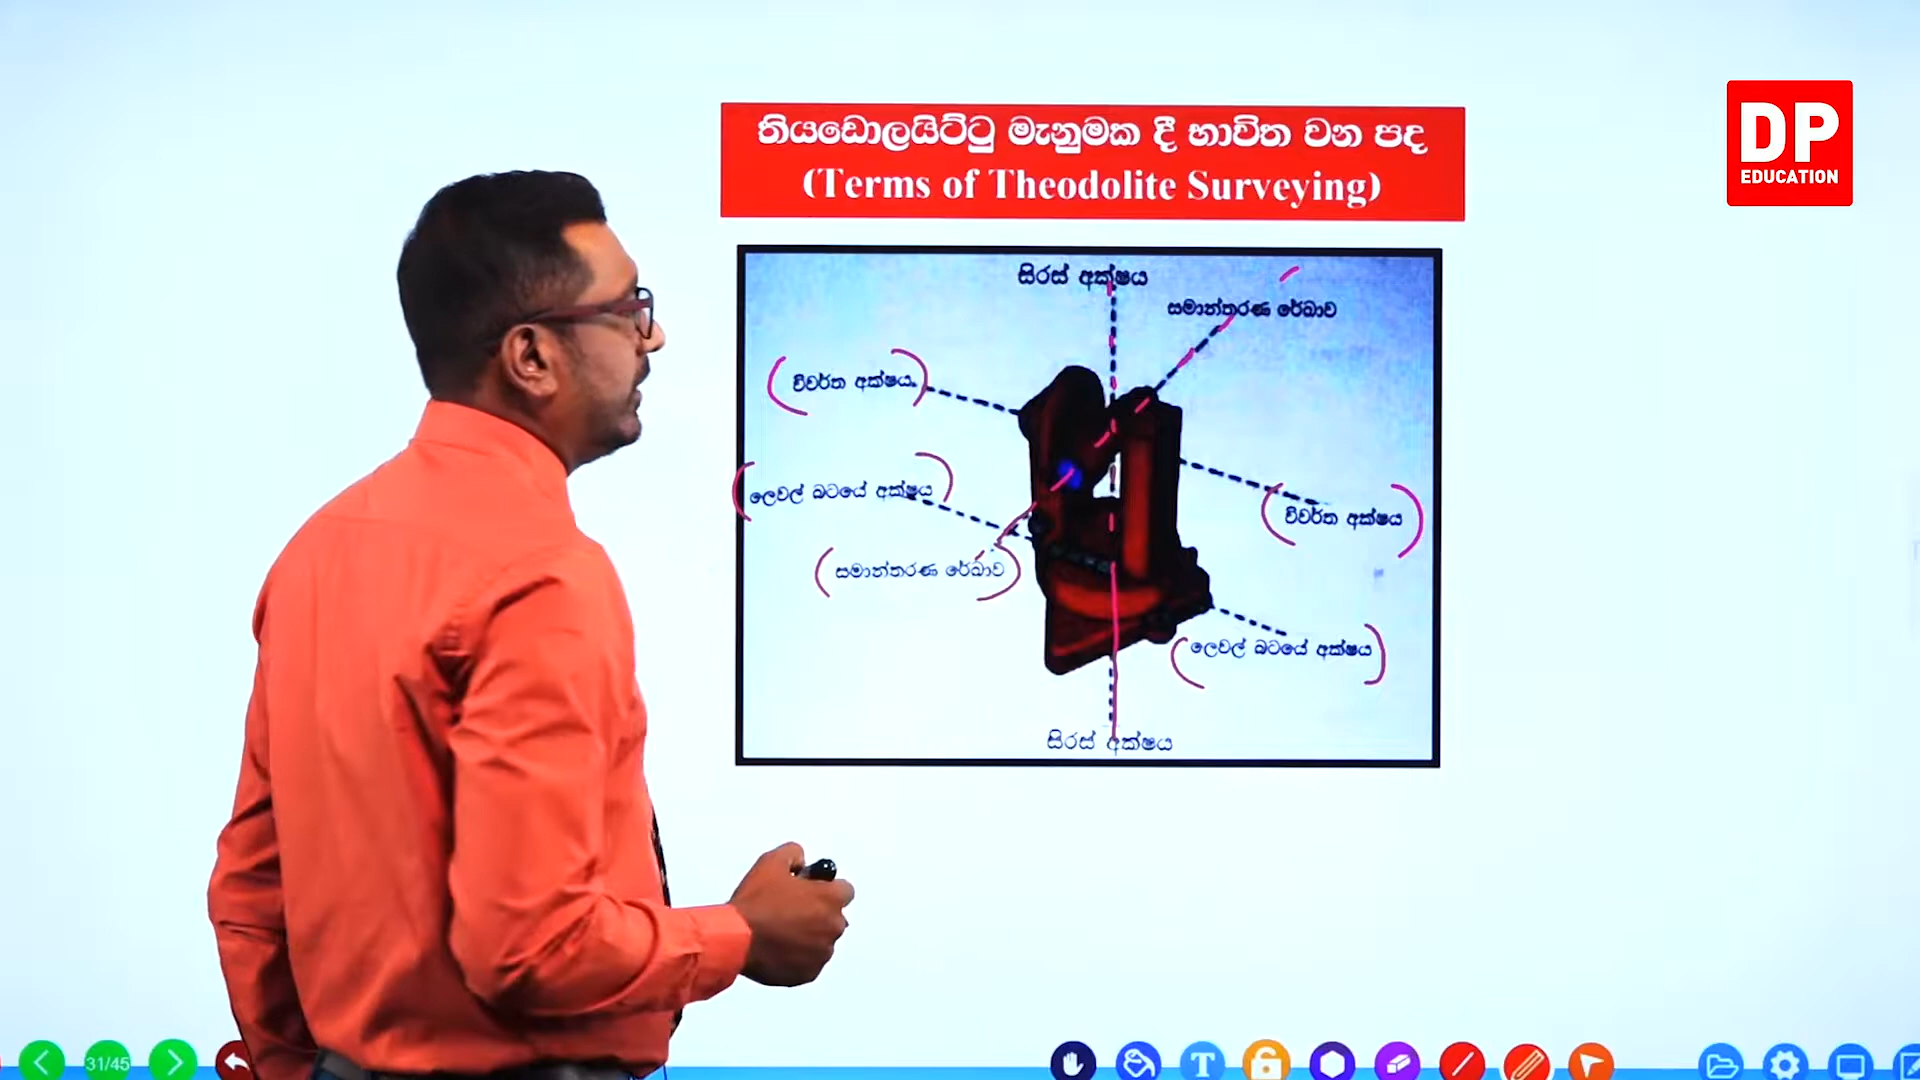 තියඩොලයිට්ටු මැනුමක දී භාවිත වන පද
(Terms of Theodolite Surveying)
DP
EDUCATION
සිරස් අක්ෂය
සමාන්තරණ රේඛාව
විවර්ත අක්ෂය
ලෙවල් බටයේ අක්ෂය
විවර්ත අක්ෂය
සමාන්තරණ රේඛාව
ලෙවල් බටයේ අක්ෂය
සිරස් අක්ෂය
31/45
T